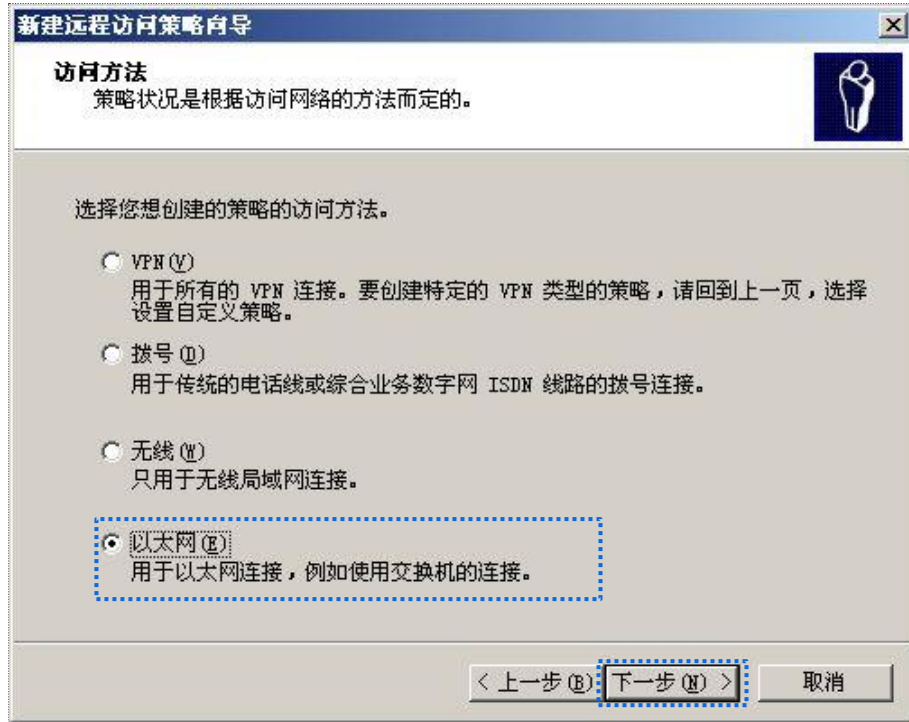 新建远程访问策略向导
访问方法
策略状况是根据访问网络的方法而定的。
选择您想创建的策略的访问方法。
VPN(V)
用于所有的 VPN 连接。要创建特定的 VPN 类型的策略，请回到上一页，选择
设置自定义策略。
拨号(D)
用于传统的电话线或综合业务数字网 ISDN 线路的拨号连接。
无线(W)
只用于无线局域网连接。
以太网(E)
用于以太网连接，例如使用交换机的连接。
< 上一步(B) 下一步(N) > 取消